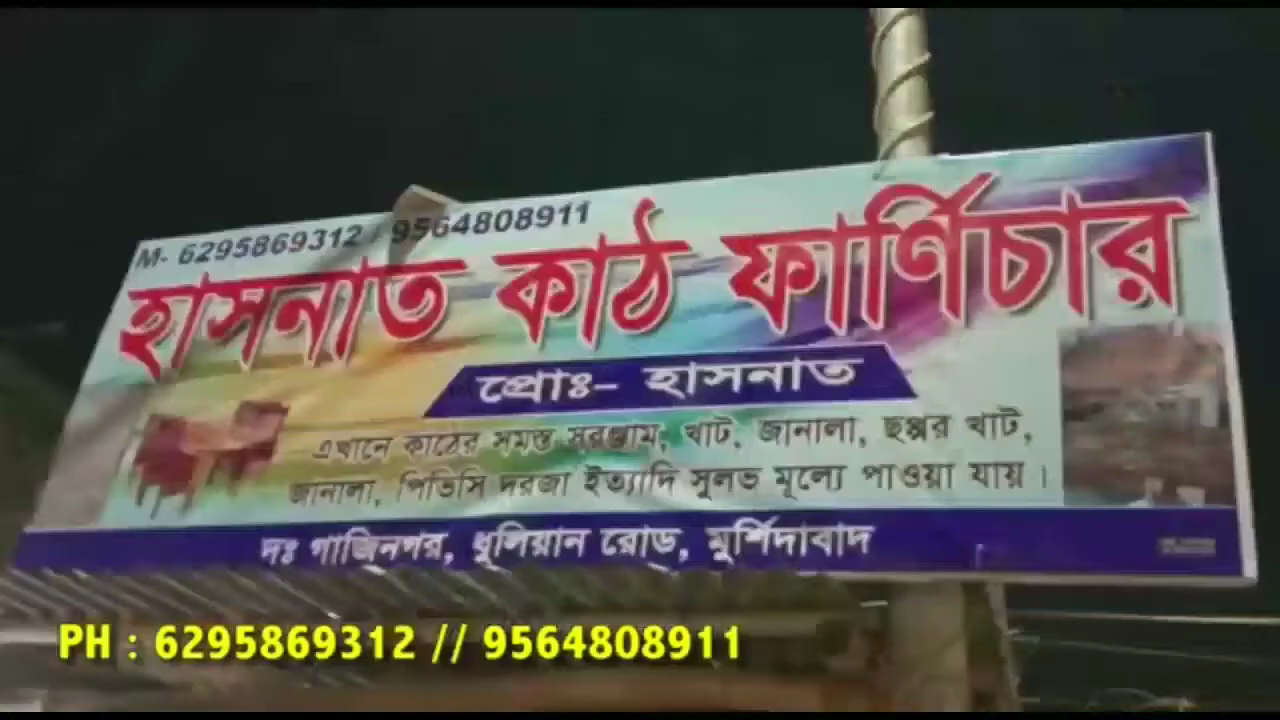 M- 6295869312 / 9564808911
হাসনাত কাঠ ফার্ণিচার
প্রোঃ- হাসনাত
এখানে কাঠের সমস্ত সরঞ্জাম, খাট, জানালা, ছপ্পর খাট,
জানালা, পিভিসি দরজা ইত্যাদি সুলভ মূল্যে পাওয়া যায় ।
দঃ গাজিনগর, ধুলিয়ান রোড, মুর্শিদাবাদ
PH : 6295869312 // 9564808911